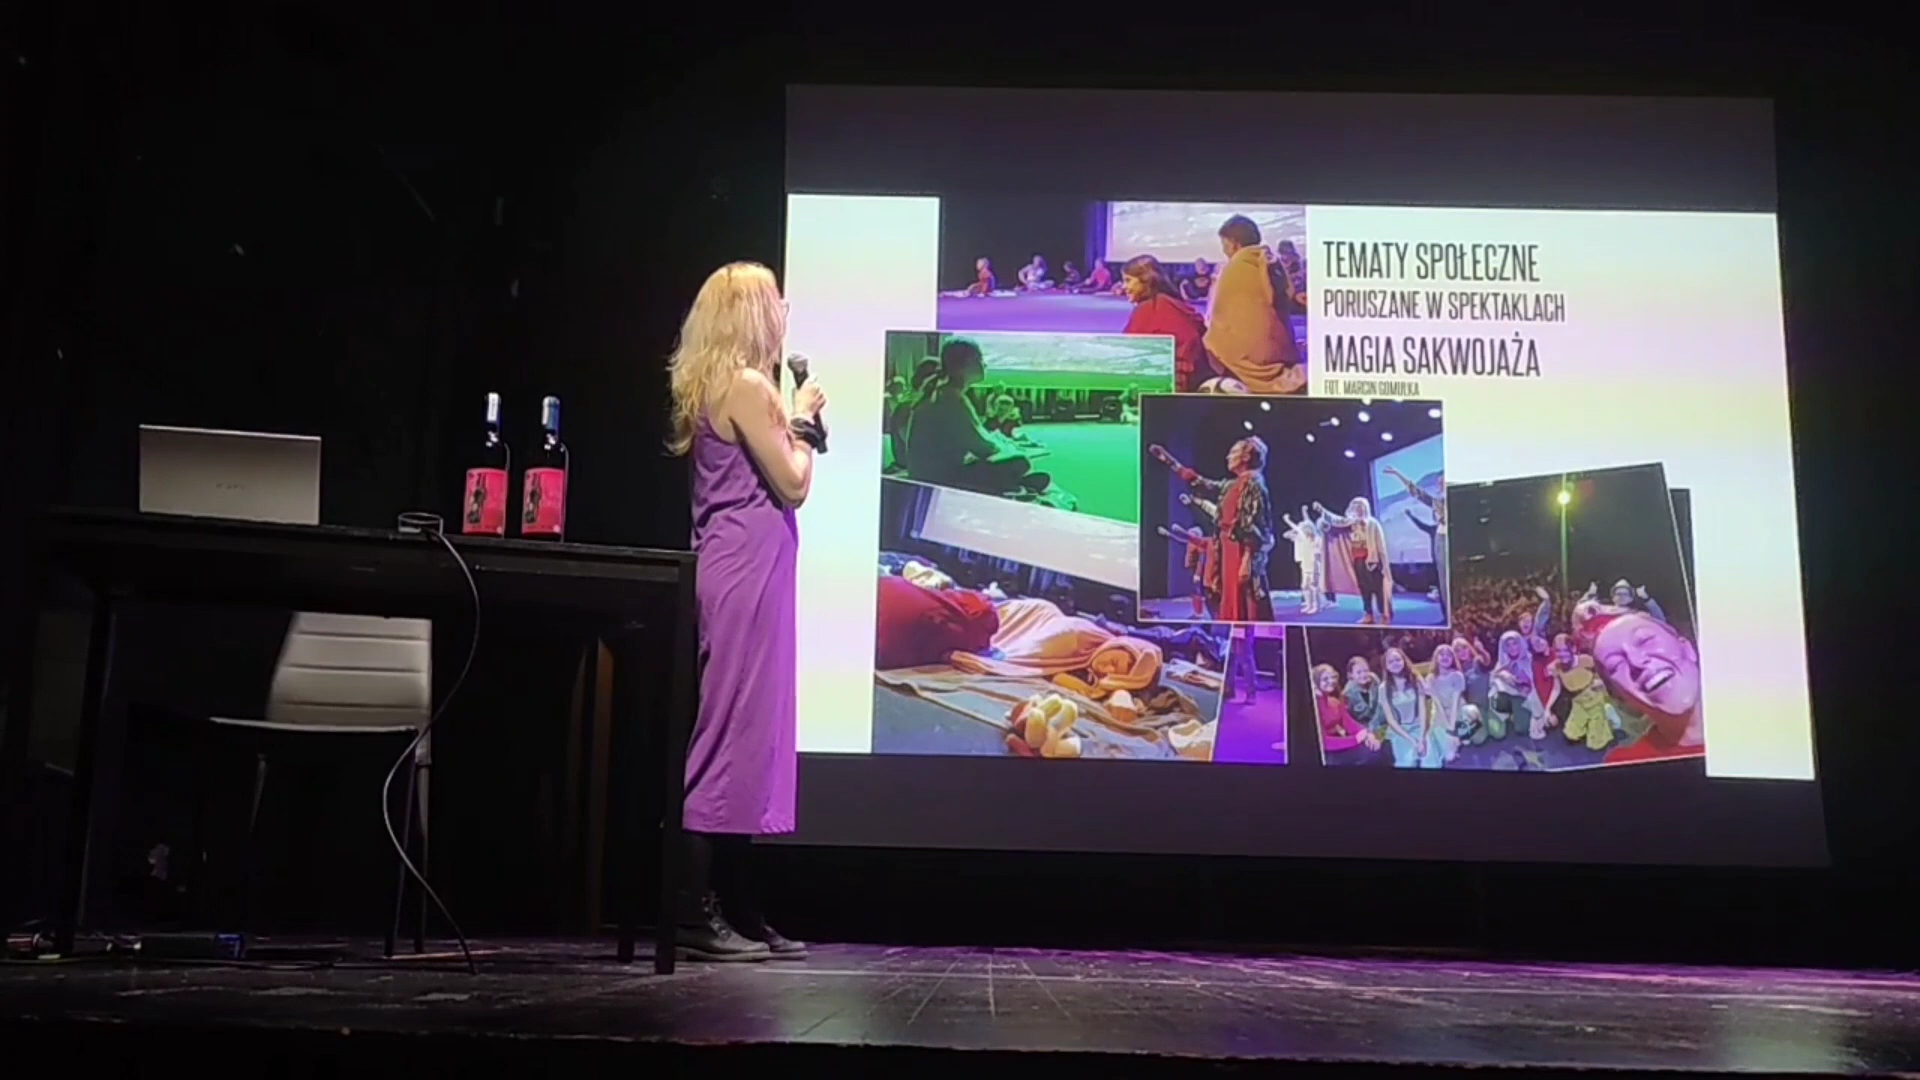 TEMATY SPOŁECZNE
PORUSZANE W SPEKTAKLACH
MAGIA SAKWOJAŻA
FOT. MARCIN GOMUŁKA